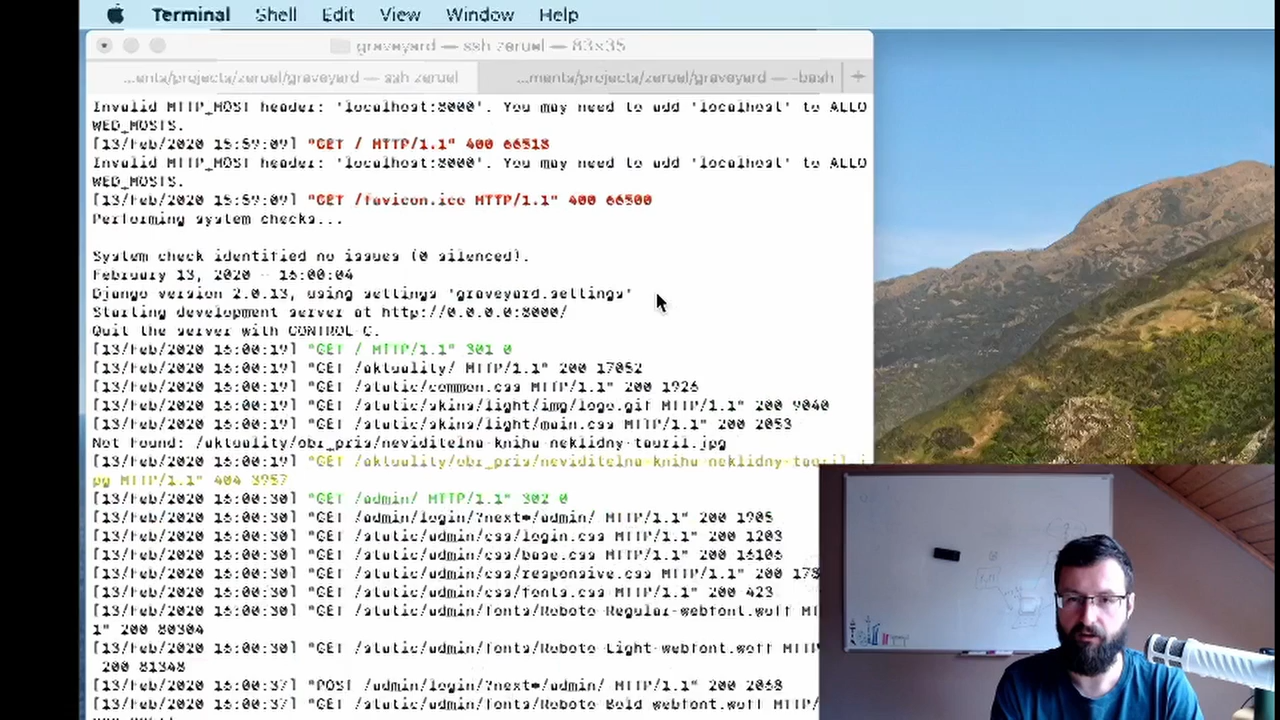 Terminal Shell Edit View Window Help
graveyard — ssh zeruel — 83×35
...ents/projects/zeruel/graveyard — ssh zeruel ...ments/projects/zeruel/graveyard — -bash +
Invalid HTTP_HOST header: 'localhost:8000'. You may need to add 'localhost' to ALLO
WED_HOSTS.
[13/Feb/2020 15:59:09] "GET / HTTP/1.1" 400 66518
Invalid HTTP_HOST header: 'localhost:8000'. You may need to add 'localhost' to ALLO
WED_HOSTS.
[13/Feb/2020 15:59:09] "GET /favicon.ico HTTP/1.1" 400 66500
Performing system checks...
System check identified no issues (0 silenced).
February 13, 2020 - 16:00:04
Django version 2.0.13, using settings 'graveyard.settings'
Starting development server at http://0.0.0.0:8000/
Quit the server with CONTROL-C.
[13/Feb/2020 16:00:19] "GET / HTTP/1.1" 301 0
[13/Feb/2020 16:00:19] "GET /aktuality/ HTTP/1.1" 200 17052
[13/Feb/2020 16:00:19] "GET /static/common.css HTTP/1.1" 200 1926
[13/Feb/2020 16:00:19] "GET /static/skins/light/img/logo.gif HTTP/1.1" 200 9040
[13/Feb/2020 16:00:19] "GET /static/skins/light/main.css HTTP/1.1" 200 2053
Not Found: /aktuality/obr_pris/neviditelna-kniha-neklidny-tauril.jpg
[13/Feb/2020 16:00:19] "GET /aktuality/obr_pris/neviditelna-kniha-neklidny-tauril.j
pg HTTP/1.1" 404 3957
[13/Feb/2020 16:00:30] "GET /admin/ HTTP/1.1" 302 0
[13/Feb/2020 16:00:30] "GET /admin/login/?next=/admin/ HTTP/1.1" 200 1905
[13/Feb/2020 16:00:30] "GET /static/admin/css/login.css HTTP/1.1" 200 1203
[13/Feb/2020 16:00:30] "GET /static/admin/css/base.css HTTP/1.1" 200 16106
[13/Feb/2020 16:00:30] "GET /static/admin/css/responsive.css HTTP/1.1" 200 178
[13/Feb/2020 16:00:30] "GET /static/admin/css/fonts.css HTTP/1.1" 200 423
[13/Feb/2020 16:00:30] "GET /static/admin/fonts/Roboto-Regular-webfont.woff HT
1" 200 80304
[13/Feb/2020 16:00:30] "GET /static/admin/fonts/Roboto-Light-webfont.woff HTTP
200 81348
[13/Feb/2020 16:00:37] "POST /admin/login/?next=/admin/ HTTP/1.1" 200 2068
[13/Feb/2020 16:00:37] "GET /static/admin/fonts/Roboto-Bold-webfont.woff HTTP/